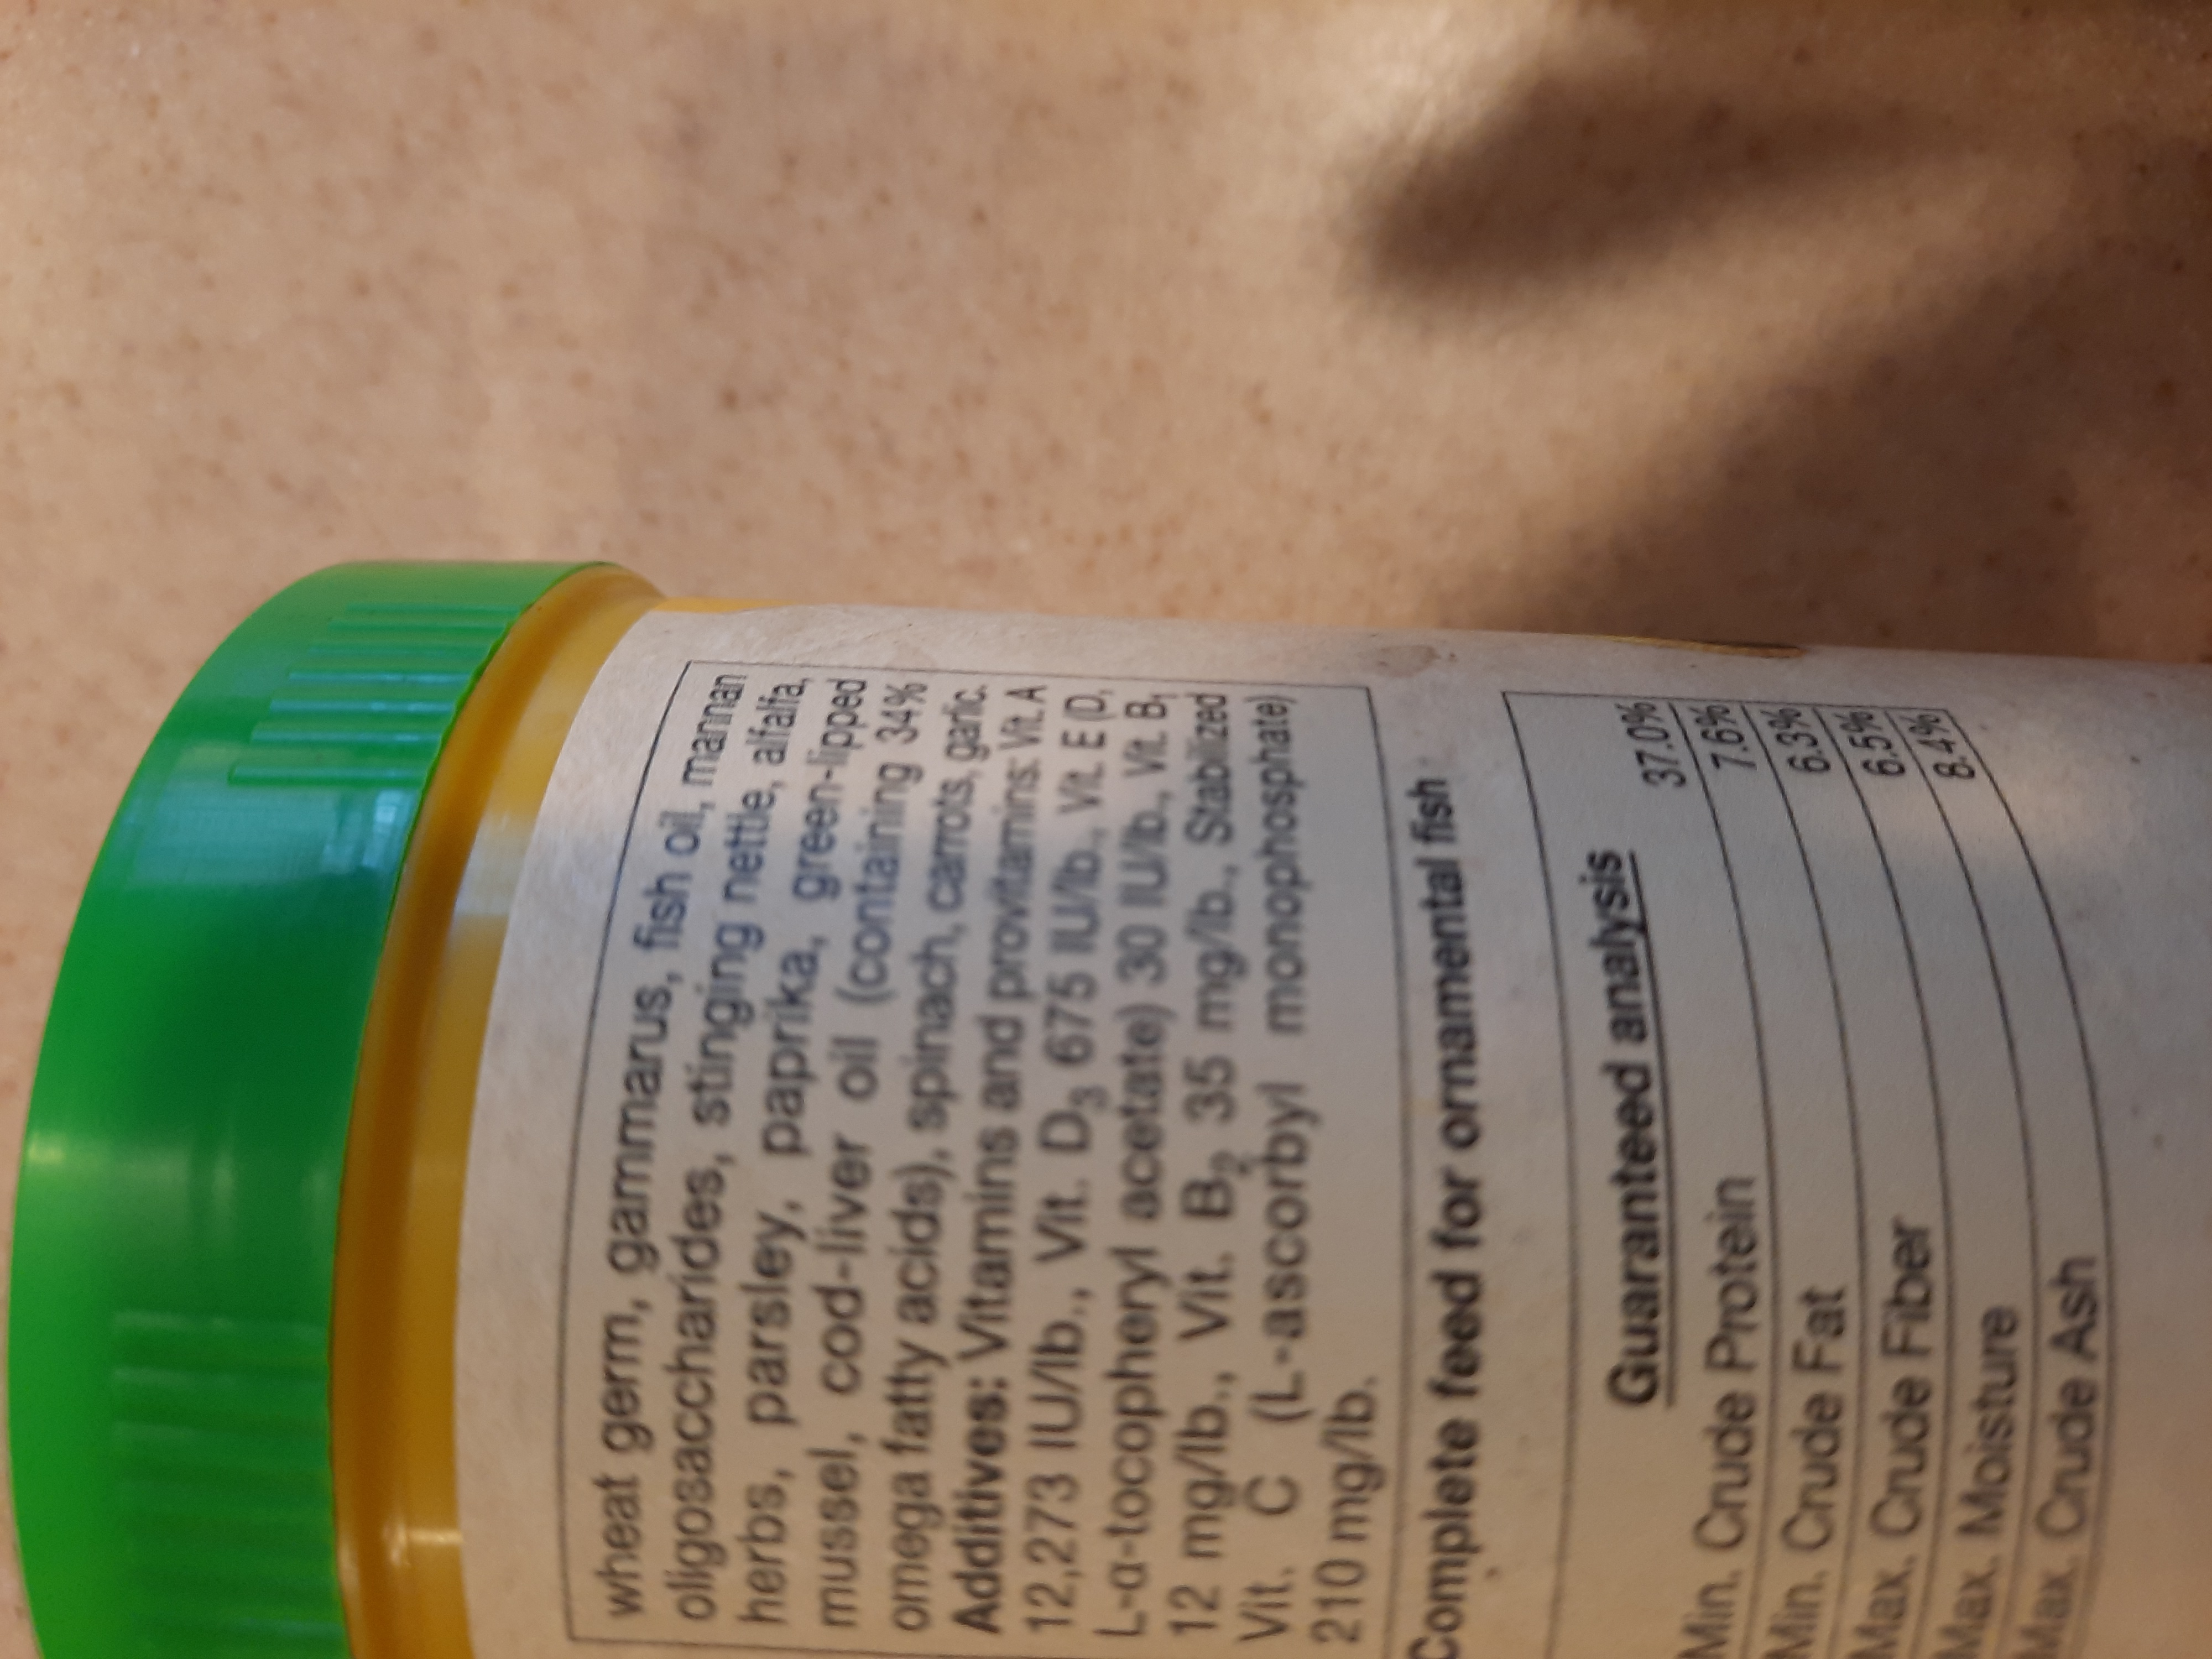 wheat germ, gammarus, fish oil, mannan
oligosaccharides, stinging nettle, alfalfa,
herbs, parsley, paprika, green-lipped
mussel, cod-liver oil (containing 34%
omega fatty acids), spinach, carrots, garlic.
Additives: Vitamins and provitamins: Vit. A
12,273 IU/lb., Vit. D₃ 675 IU/lb., Vit. E (D,
L-α-tocopheryl acetate) 30 IU/lb., Vit. B₁
12 mg/lb., Vit. B₂ 35 mg/lb., Stabilized
Vit. C (L-ascorbyl monophosphate)
210 mg/lb.
Complete feed for ornamental fish
Guaranteed analysis
Min. Crude Protein 37.0%
Min. Crude Fat 7.6%
Max. Crude Fiber 6.3%
Max. Moisture 6.5%
Max. Crude Ash 8.4%